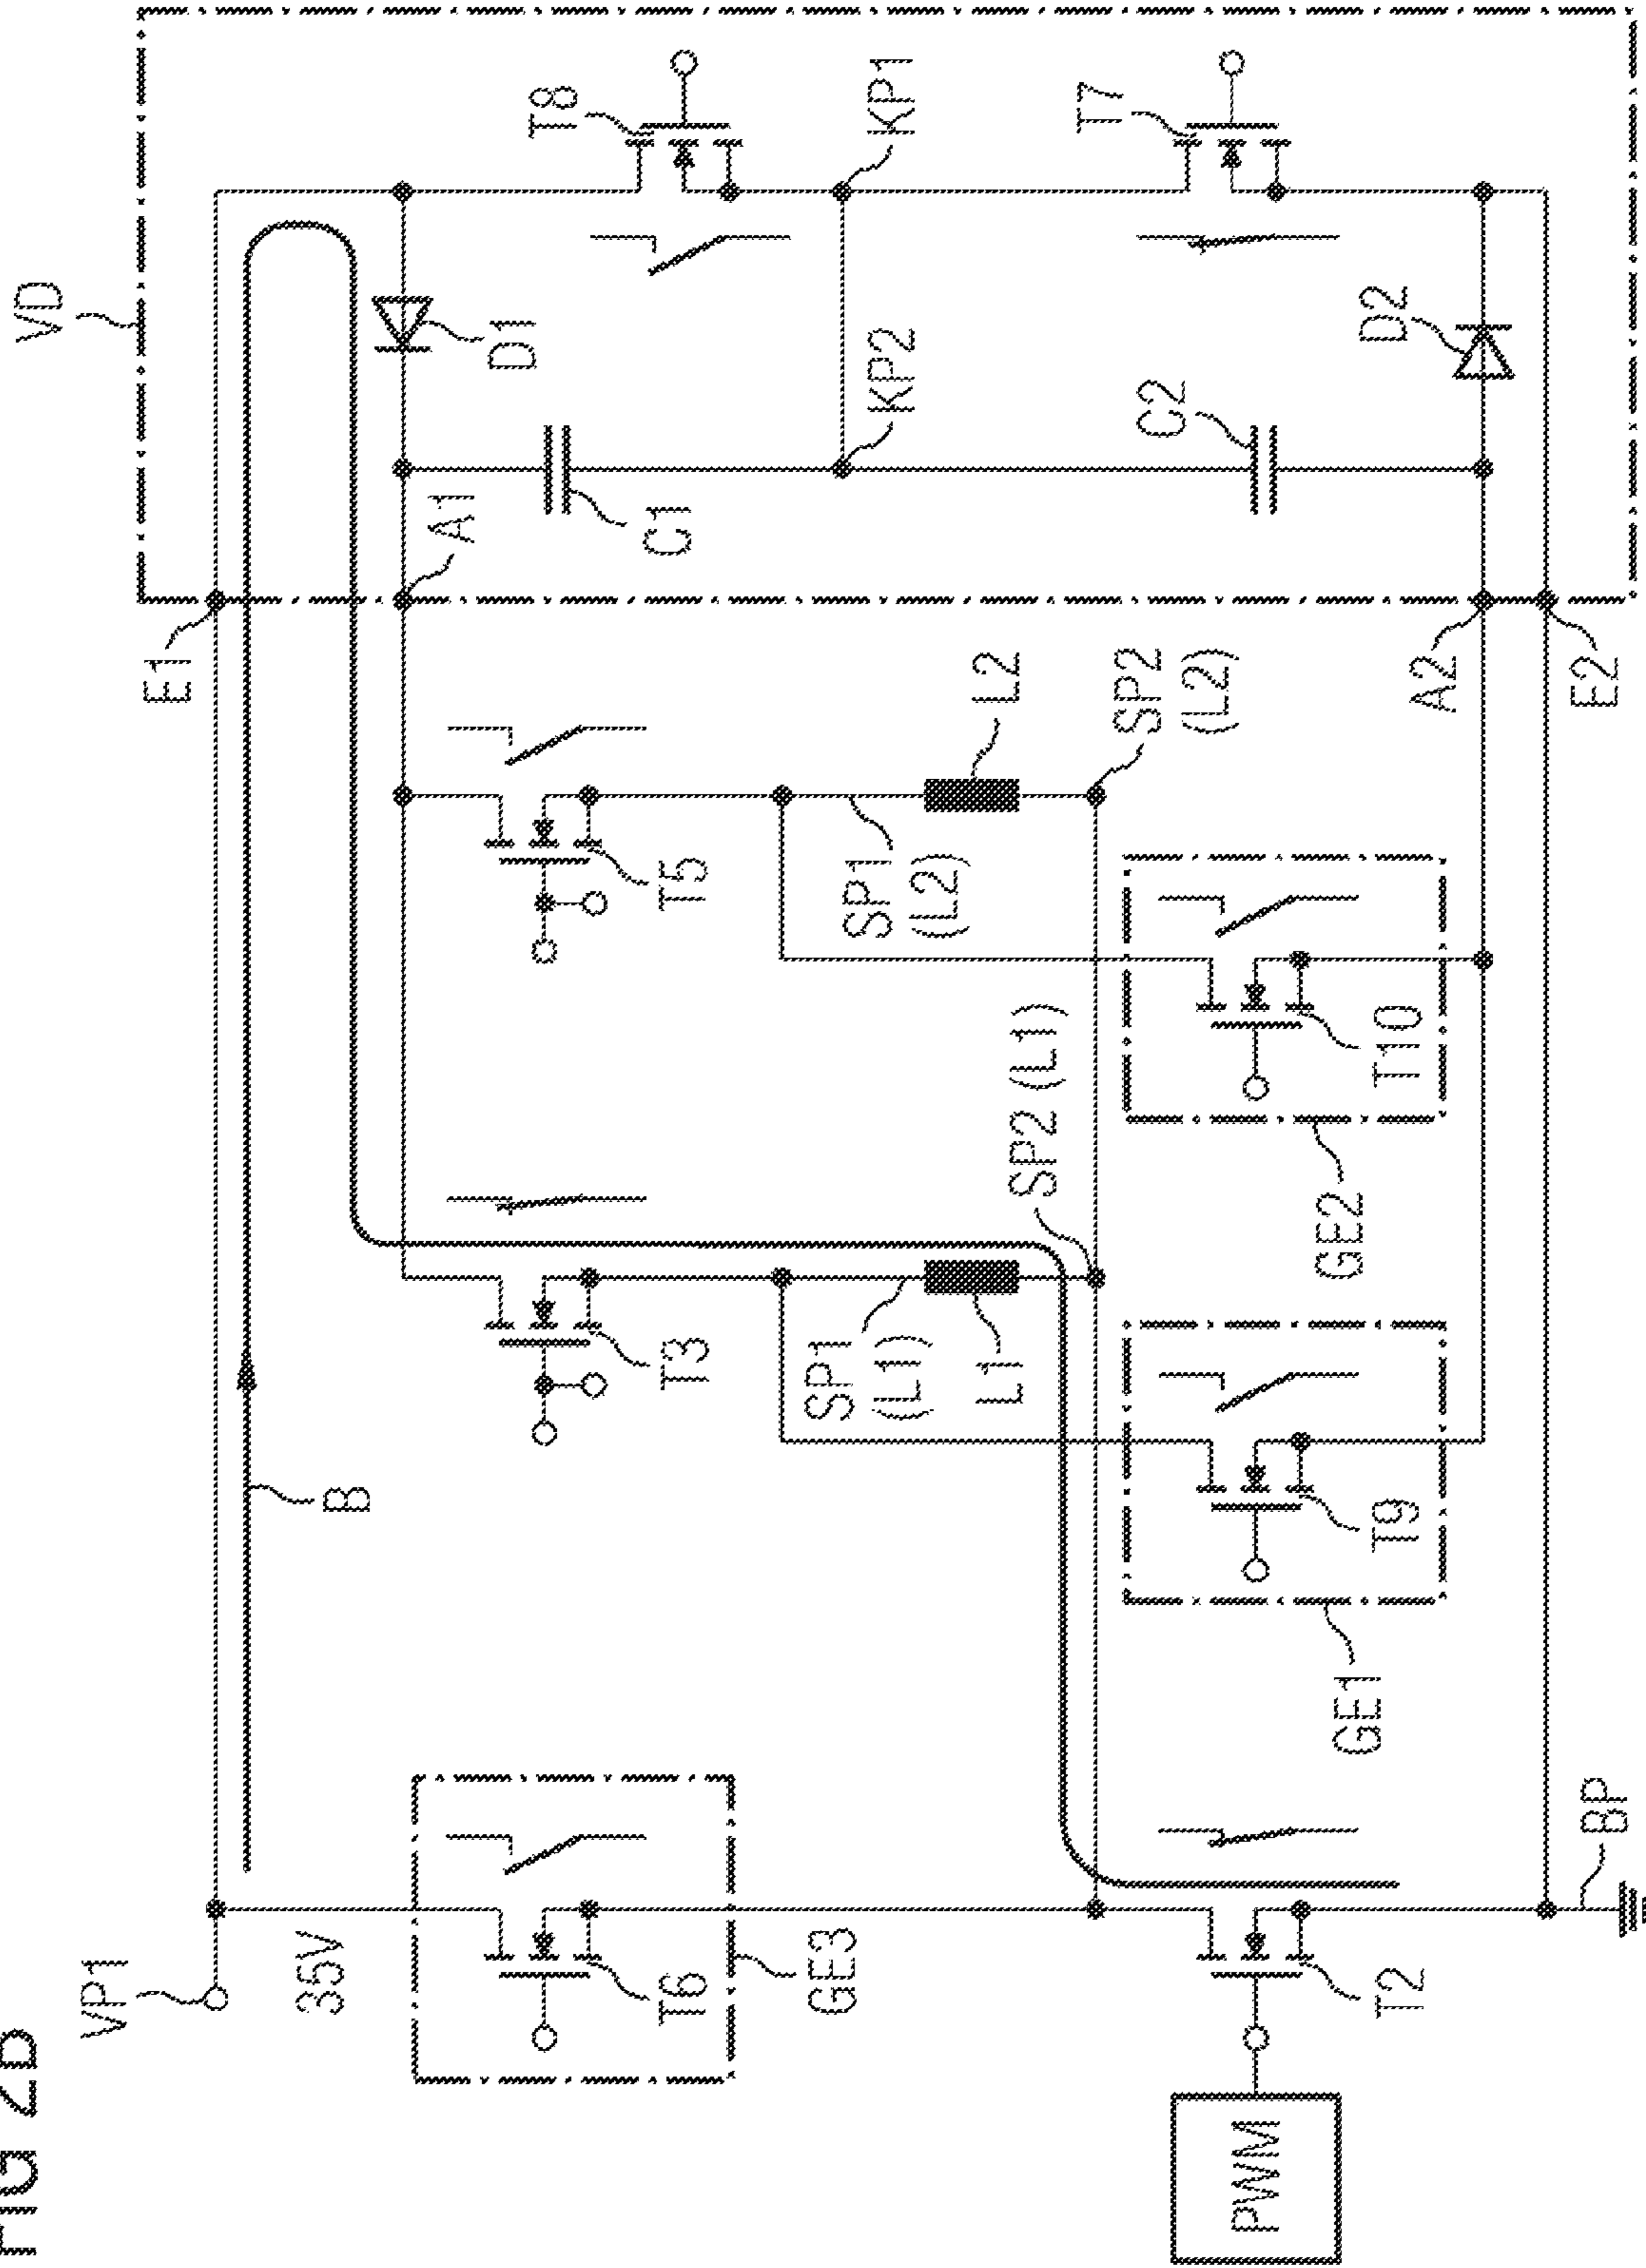 FIG
VD
VP1
E1
35V
B
A1
D1
T8
T6
T3
T5
C1
GE3
SP1
(L1)
SP1
(L2)
KP2
KP1
L1
L2
SP2 (L1)
SP2
(L2)
C2
T7
PWM
GE1
GE2
T2
T9
T10
A2
D2
BP
E2